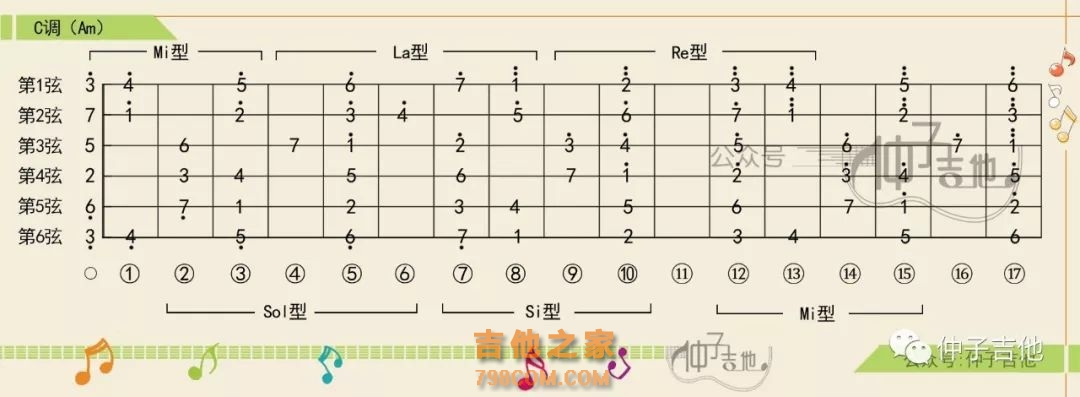 C调（Am）
Mi型 La型 Re型
第1弦 3 4 5 6 7 1 2 3 4 5 6
第2弦 7 1 2 3 4 5 6 7 1 2 3
第3弦 5 6 7 1 2 3 4 5 6 7 1
公众号 仲子吉他
第4弦 2 3 4 5 6 7 1 2 3 4 5
第5弦 6 7 1 2 3 4 5 6 7 1 2
第6弦 3 4 5 6 7 1 2 3 4 5 6
○ ① ② ③ ④ ⑤ ⑥ ⑦ ⑧ ⑨ ⑩ ⑪ ⑫ ⑬ ⑭ ⑮ ⑯ ⑰
Sol型 Si型 Mi型
吉他之家
798COM.COM
仲子吉他
仲子吉他
公众号:仲子吉他